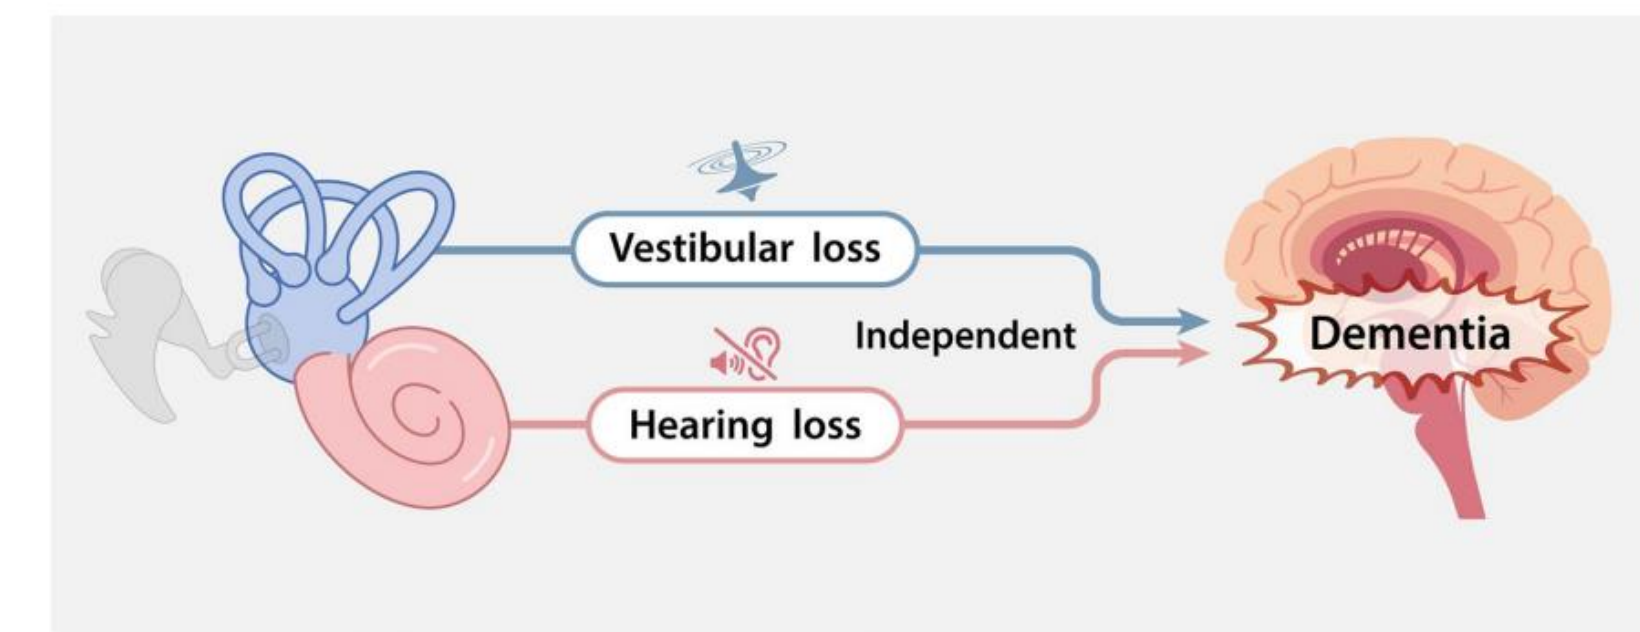 Vestibular loss
Independent
Hearing loss
Dementia